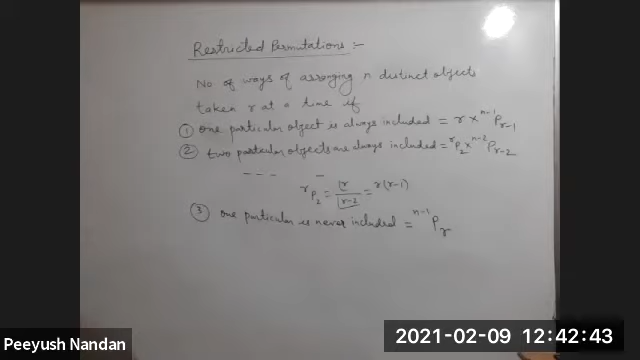 Restricted Permutations :-
No of ways of arranging n distinct objects
taken r at a time if
① one particular object is always included = r × ⁿ⁻¹Pᵣ₋₁
② two particular objects are always included = ʳP₂ × ⁿ⁻²Pᵣ₋₂
--- –
ʳP₂ = |r / |r-2 = r(r-1)
③ one particular is never included = ⁿ⁻¹Pᵣ
Peeyush Nandan
2021-02-09 12:42:43